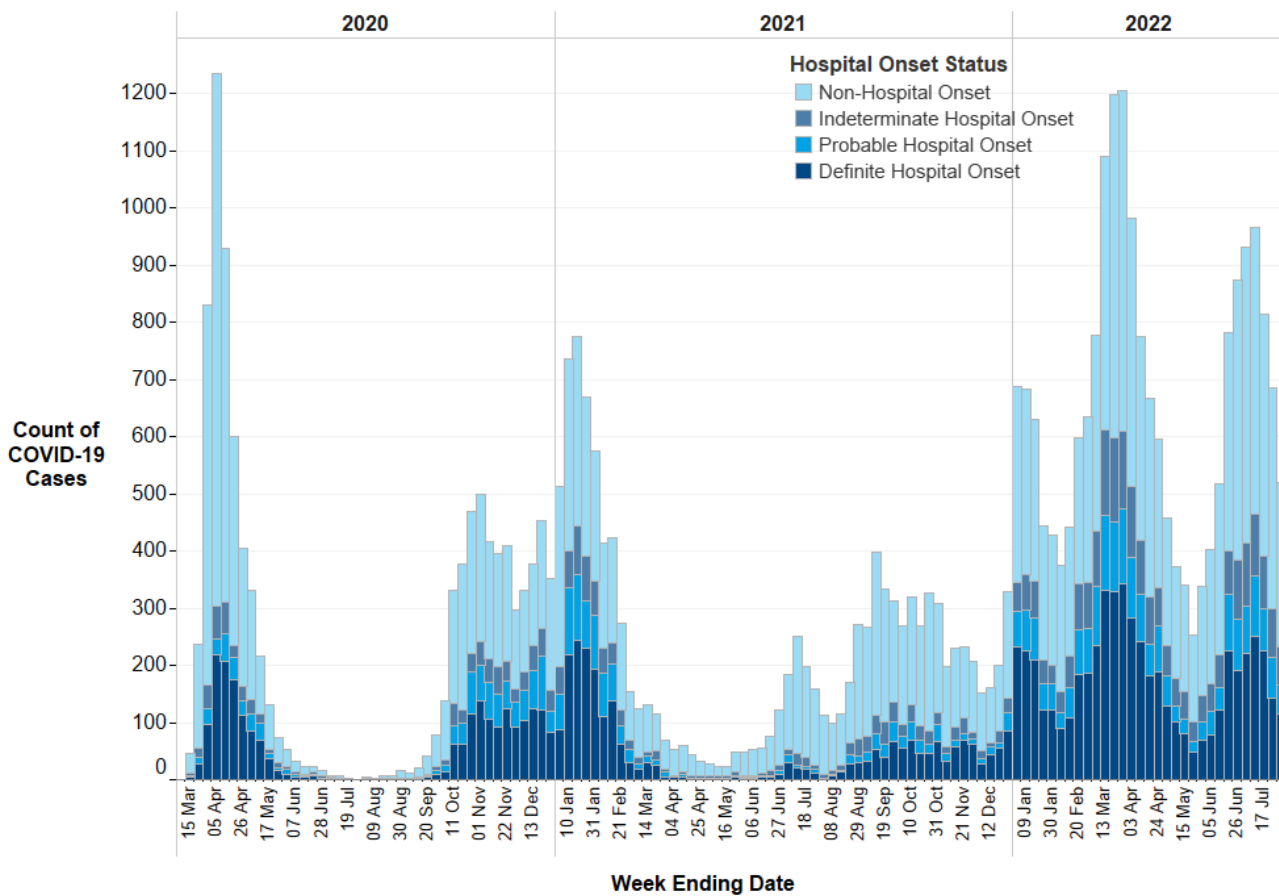 2020 2021 2022
Hospital Onset Status
Non-Hospital Onset
Indeterminate Hospital Onset
Probable Hospital Onset
Definite Hospital Onset
1200
1100
1000
900
800
700
600
500
400
300
200
100
0
Count of
COVID-19
Cases
15 Mar
05 Apr
26 Apr
17 May
07 Jun
28 Jun
19 Jul
09 Aug
30 Aug
20 Sep
11 Oct
01 Nov
22 Nov
13 Dec
10 Jan
31 Jan
21 Feb
14 Mar
04 Apr
25 Apr
16 May
06 Jun
27 Jun
18 Jul
08 Aug
29 Aug
19 Sep
10 Oct
31 Oct
21 Nov
12 Dec
09 Jan
30 Jan
20 Feb
13 Mar
03 Apr
24 Apr
15 May
05 Jun
26 Jun
17 Jul
Week Ending Date